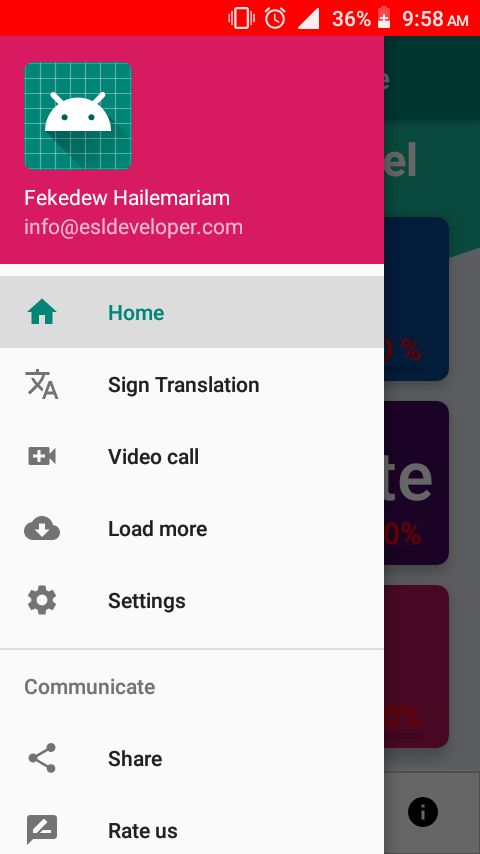 36% 9:58 AM
Fekedew Hailemariam
info@esldeveloper.com
Home
Sign Translation
Video call
Load more
Settings
Communicate
Share
Rate us
e
el
0 %
te
0%
0%